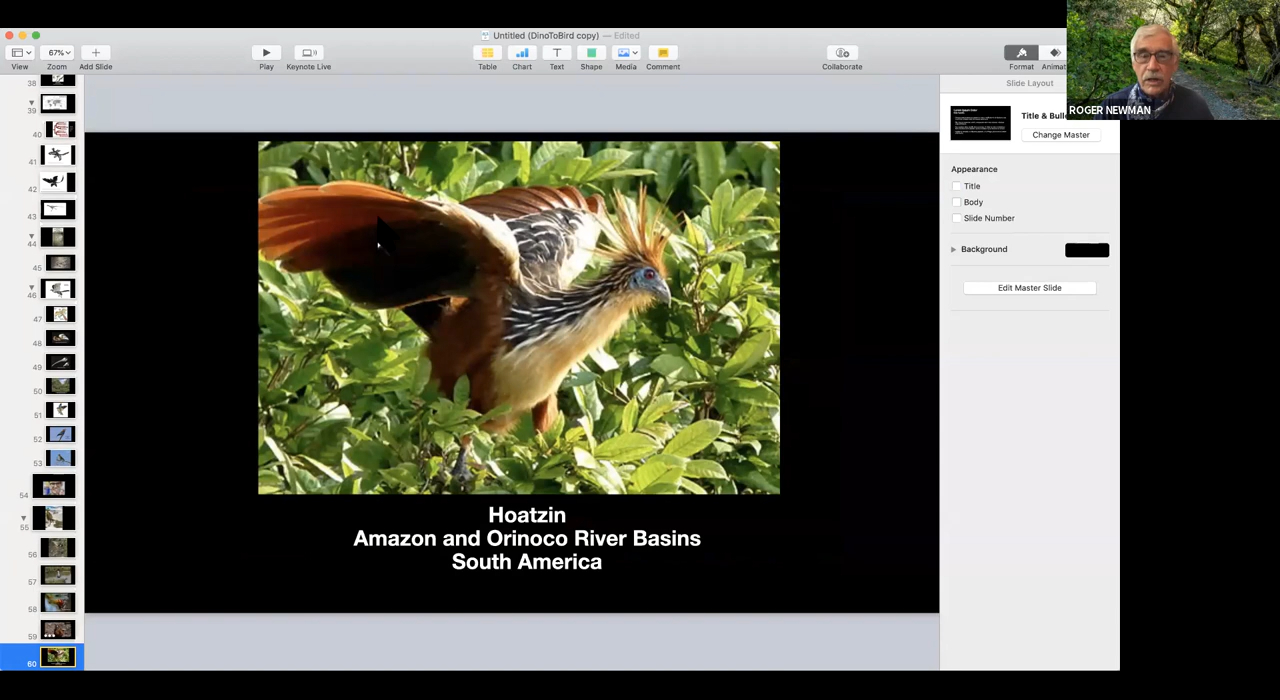 Untitled (DinoToBird copy) — Edited
67%
View Zoom Add Slide
Play Keynote Live
Table Chart Text Shape Media Comment
Collaborate
Format
ROGER NEWMAN
Slide Layout
Change Master
Appearance
Title
Body
Slide Number
Background
Edit Master Slide
38
39
40
41
42
43
44
45
46
47
48
49
50
51
52
53
54
55
56
57
58
59
60
Hoatzin
Amazon and Orinoco River Basins
South America